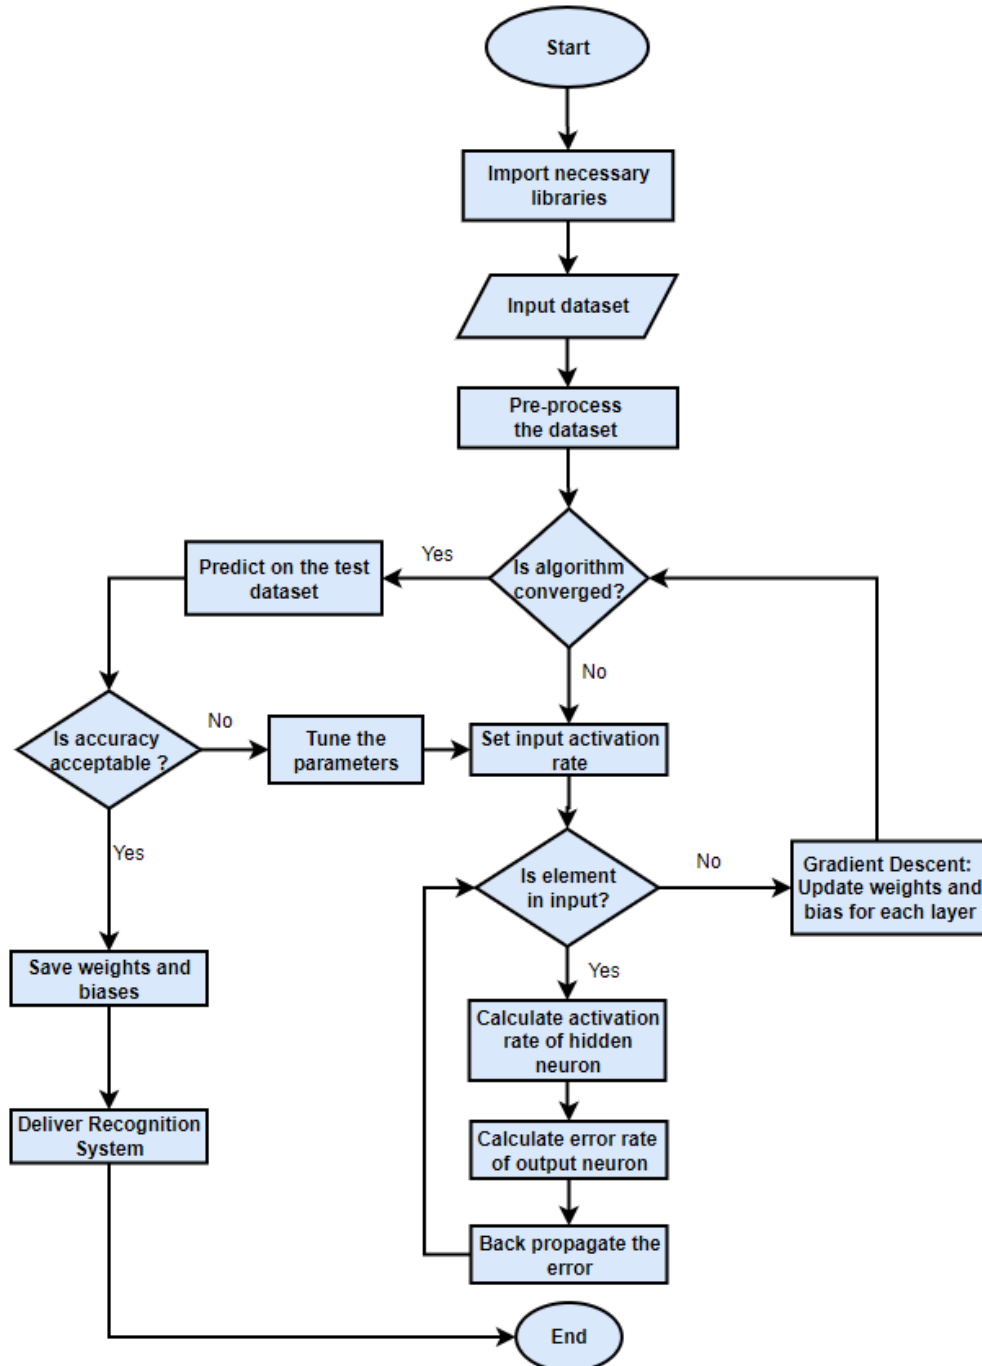 Start
Import necessary
libraries
Input dataset
Pre-process
the dataset
Is algorithm
converged?
Yes
Predict on the test
dataset
No
Is accuracy
acceptable ?
No
Tune the
parameters
Set input activation
rate
Yes
Is element
in input?
No
Gradient Descent:
Update weights and
bias for each layer
Yes
Save weights and
biases
Calculate activation
rate of hidden
neuron
Deliver Recognition
System
Calculate error rate
of output neuron
Back propagate the
error
End